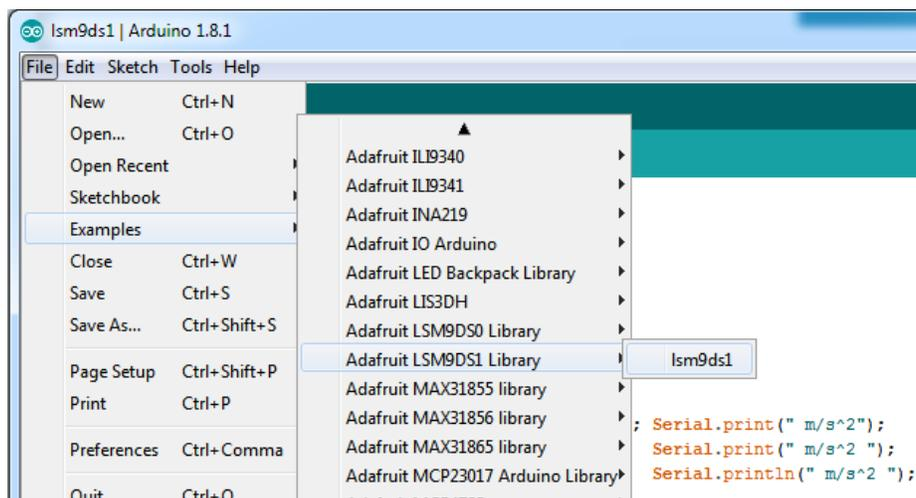 lsm9ds1 | Arduino 1.8.1
File Edit Sketch Tools Help
New Ctrl+N
Open... Ctrl+O
Open Recent
Sketchbook
Examples
Close Ctrl+W
Save Ctrl+S
Save As... Ctrl+Shift+S
Page Setup Ctrl+Shift+P
Print Ctrl+P
Preferences Ctrl+Comma
Quit Ctrl+Q
Adafruit ILI9340
Adafruit ILI9341
Adafruit INA219
Adafruit IO Arduino
Adafruit LED Backpack Library
Adafruit LIS3DH
Adafruit LSM9DS0 Library
Adafruit LSM9DS1 Library
Adafruit MAX31855 library
Adafruit MAX31856 library
Adafruit MAX31865 library
Adafruit MCP23017 Arduino Library
lsm9ds1
; Serial.print(" m/s^2");
Serial.print(" m/s^2 ");
Serial.println(" m/s^2 ");